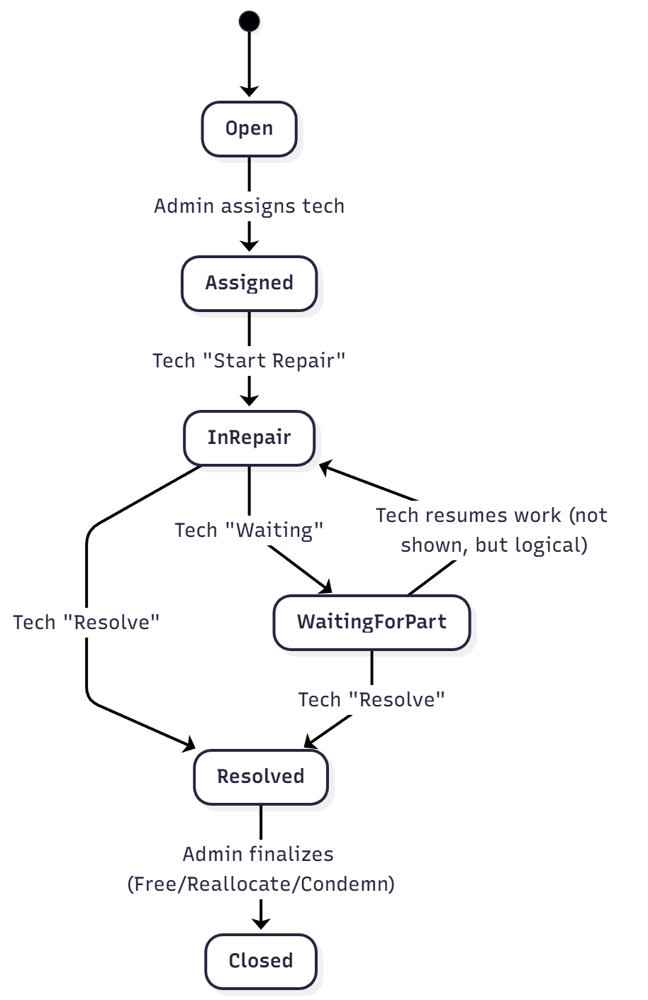 Open
Admin assigns tech
Assigned
Tech "Start Repair"
InRepair
Tech "Waiting"
Tech resumes work (not
shown, but logical)
Tech "Resolve"
WaitingForPart
Tech "Resolve"
Resolved
Admin finalizes
(Free/Reallocate/Condemn)
Closed